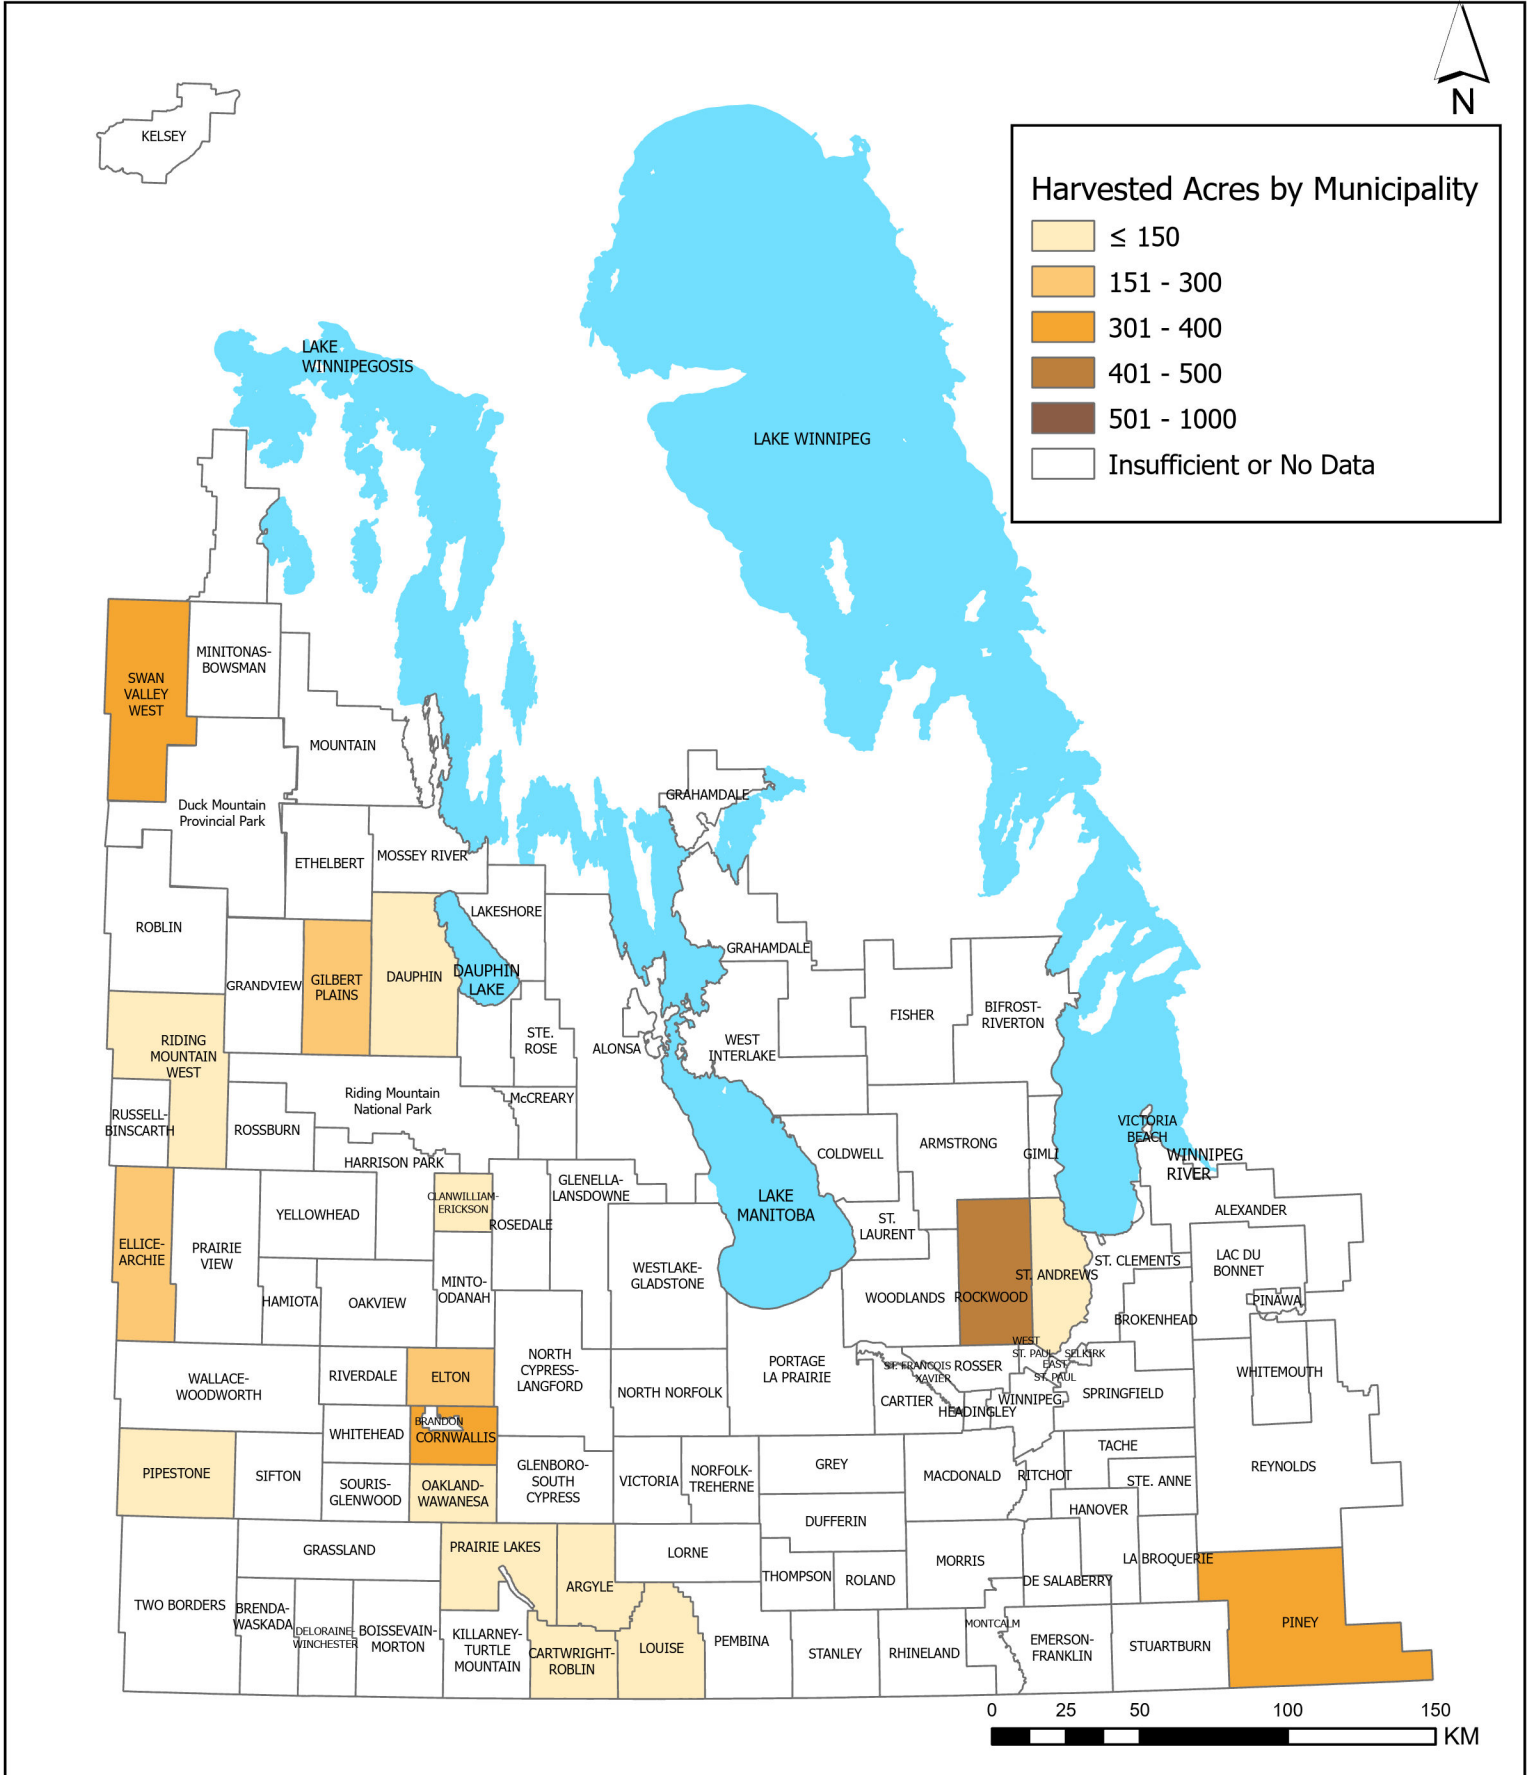 N
KELSEY
Harvested Acres by Municipality
≤ 150
151 - 300
301 - 400
401 - 500
501 - 1000
Insufficient or No Data
LAKE
WINNIPEGOSIS
LAKE WINNIPEG
SWAN
VALLEY
WEST
MINITONAS-
BOWSMAN
MOUNTAIN
Duck Mountain
Provincial Park
GRAHAMDALE
ETHELBERT
MOSSEY RIVER
ROBLIN
LAKESHORE
GRANDVIEW
GILBERT
PLAINS
DAUPHIN
DAUPHIN
LAKE
GRAHAMDALE
FISHER
BIFROST-
RIVERTON
RIDING
MOUNTAIN
WEST
STE.
ROSE
ALONSA
WEST
INTERLAKE
RUSSELL-
BINSCARTH
ROSSBURN
Riding Mountain
National Park
McCREARY
HARRISON PARK
COLDWELL
ARMSTRONG
GIMLI
VICTORIA
BEACH
WINNIPEG
RIVER
CLANWILLIAM-
ERICKSON
GLENELLA-
LANSDOWNE
YELLOWHEAD
ROSEDALE
LAKE
MANITOBA
ST.
LAURENT
ALEXANDER
ELLICE-
ARCHIE
PRAIRIE
VIEW
HAMIOTA
OAKVIEW
MINTO-
ODANAH
WESTLAKE-
GLADSTONE
WOODLANDS
ROCKWOOD
ST. ANDREWS
ST. CLEMENTS
LAC DU
BONNET
PINAWA
BROKENHEAD
WALLACE-
WOODWORTH
RIVERDALE
ELTON
NORTH
CYPRESS-
LANGFORD
NORTH NORFOLK
PORTAGE
LA PRAIRIE
ST. FRANCOIS
XAVIER
ROSSER
WEST
ST. PAUL
SELKIRK
EAST
ST. PAUL
WHITEMOUTH
CARTIER
HEADINGLEY
WINNIPEG
SPRINGFIELD
WHITEHEAD
BRANDON
CORNWALLIS
PIPESTONE
SIFTON
SOURIS-
GLENWOOD
OAKLAND-
WAWANESA
GLENBORO-
SOUTH
CYPRESS
VICTORIA
NORFOLK-
TREHERNE
GREY
MACDONALD
RITCHOT
TACHE
STE. ANNE
REYNOLDS
HANOVER
DUFFERIN
GRASSLAND
PRAIRIE LAKES
ARGYLE
LORNE
THOMPSON
ROLAND
MORRIS
DE SALABERRY
LA BROQUERIE
TWO BORDERS
BRENDA-
WASKADA
DELORAINE-
WINCHESTER
BOISSEVAIN-
MORTON
KILLARNEY-
TURTLE
MOUNTAIN
CARTWRIGHT-
ROBLIN
LOUISE
PEMBINA
STANLEY
RHINELAND
MONTCALM
EMERSON-
FRANKLIN
STUARTBURN
PINEY
0 25 50 100 150
KM